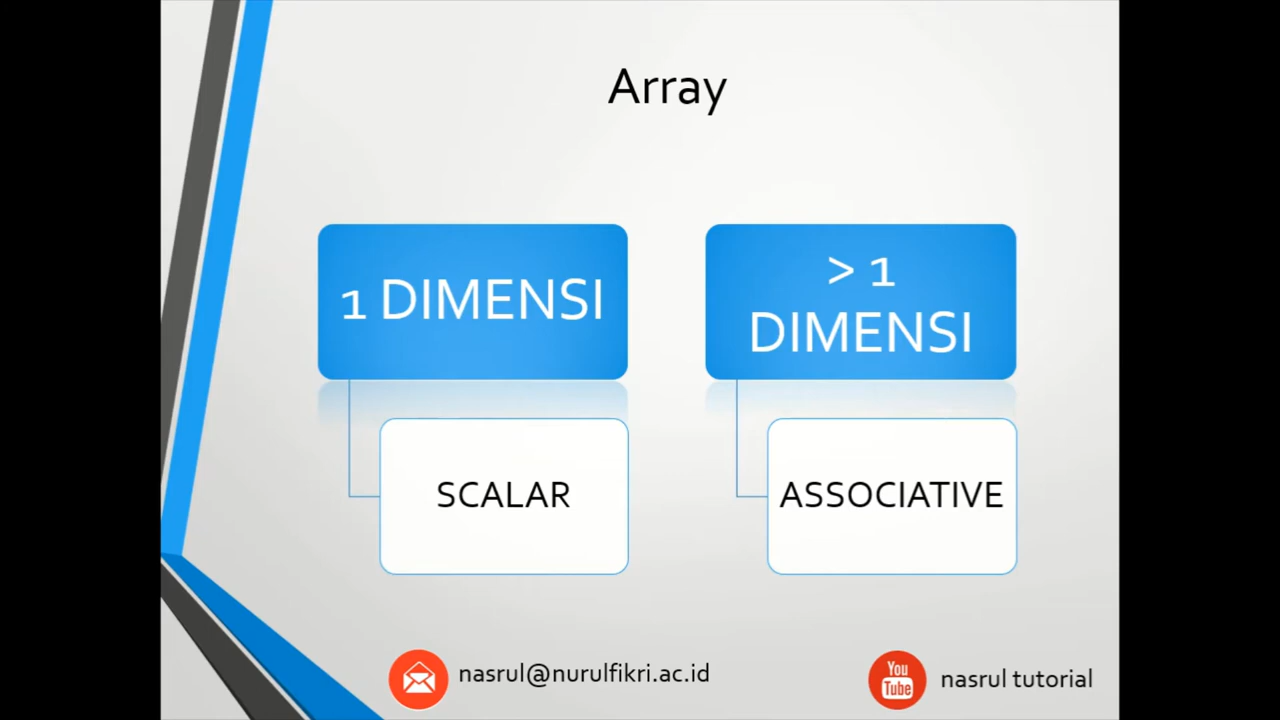 Array
1 DIMENSI
> 1
DIMENSI
SCALAR
ASSOCIATIVE
nasrul@nurulfikri.ac.id
You
Tube
nasrul tutorial